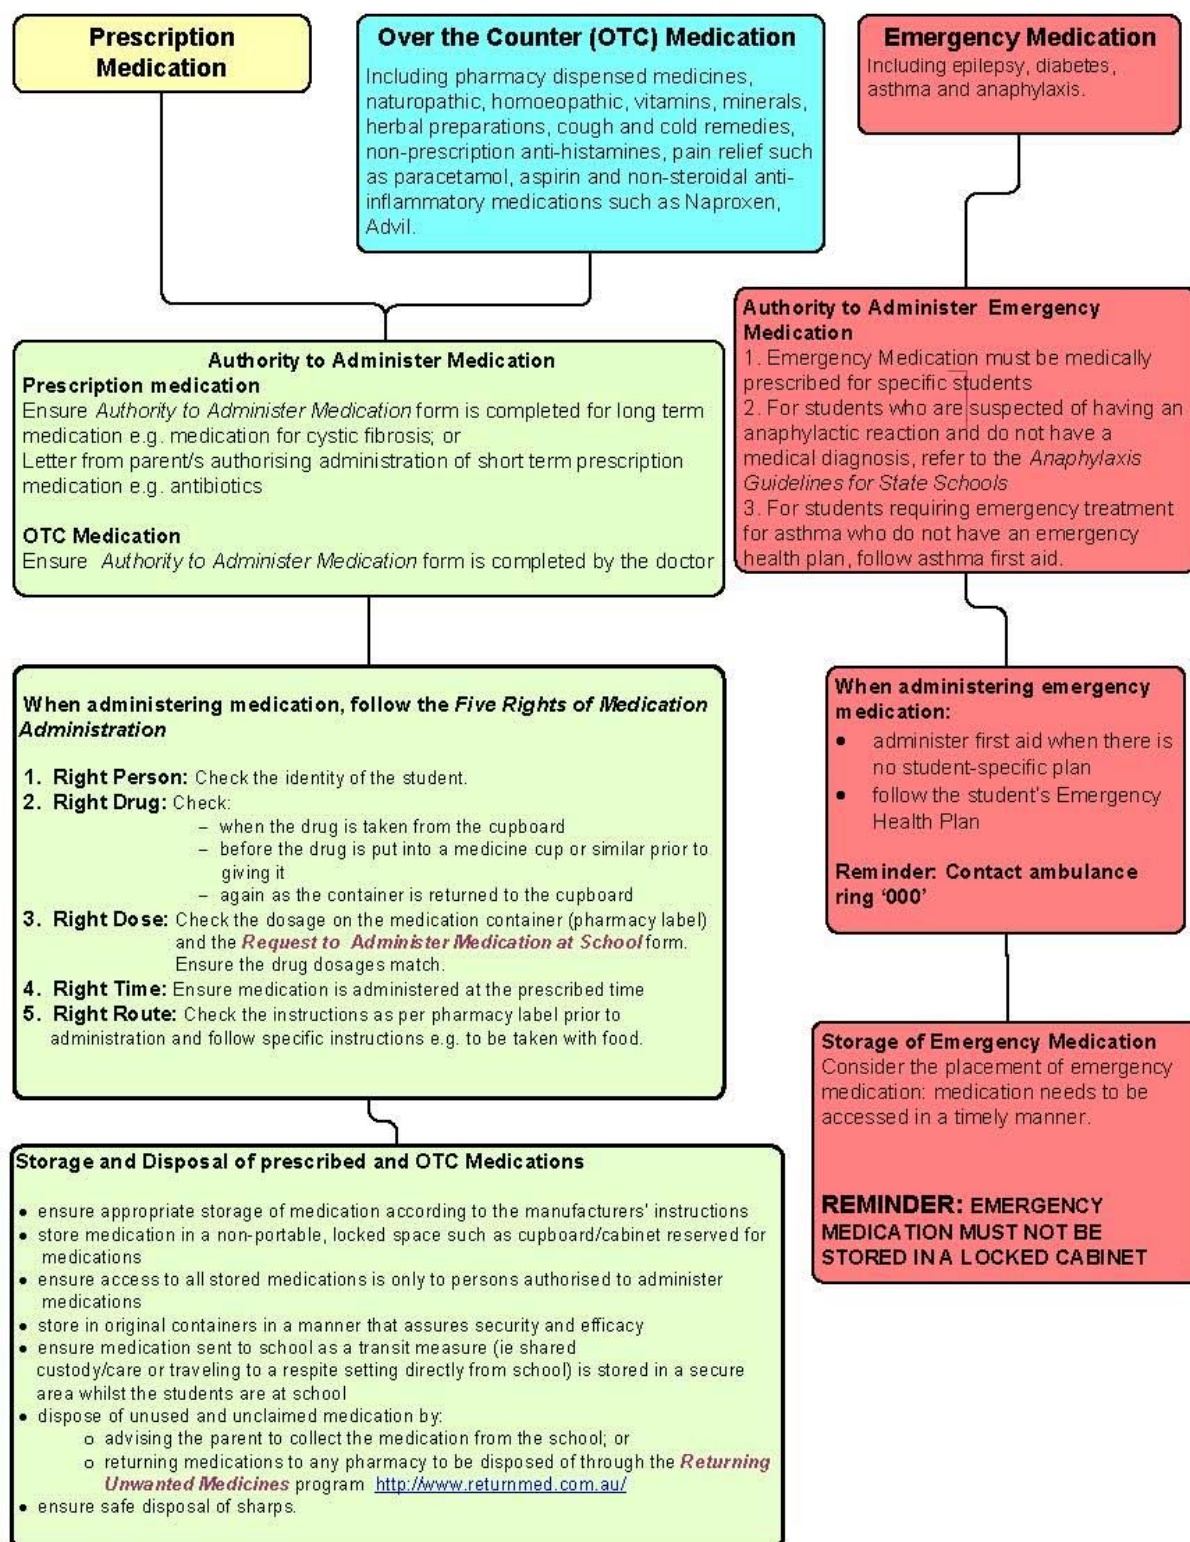 Prescription
Medication
Over the Counter (OTC) Medication
Including pharmacy dispensed medicines,
naturopathic, homoeopathic, vitamins, minerals,
herbal preparations, cough and cold remedies,
non-prescription anti-histamines, pain relief such
as paracetamol, aspirin and non-steroidal anti-
inflammatory medications such as Naproxen,
Advil.
Emergency Medication
Including epilepsy, diabetes,
asthma and anaphylaxis.
Authority to Administer Medication
Prescription medication
Ensure Authority to Administer Medication form is completed for long term
medication e.g. medication for cystic fibrosis; or
Letter from parent/s authorising administration of short term prescription
medication e.g. antibiotics
OTC Medication
Ensure Authority to Administer Medication form is completed by the doctor
Authority to Administer Emergency
Medication
1. Emergency Medication must be medically
prescribed for specific students
2. For students who are suspected of having an
anaphylactic reaction and do not have a
medical diagnosis, refer to the Anaphylaxis
Guidelines for State Schools
3. For students requiring emergency treatment
for asthma who do not have an emergency
health plan, follow asthma first aid.
When administering medication, follow the Five Rights of Medication
Administration
1. Right Person: Check the identity of the student.
2. Right Drug: Check:
– when the drug is taken from the cupboard
– before the drug is put into a medicine cup or similar prior to
giving it
– again as the container is returned to the cupboard
3. Right Dose: Check the dosage on the medication container (pharmacy label)
and the Request to Administer Medication at School form.
Ensure the drug dosages match.
4. Right Time: Ensure medication is administered at the prescribed time
5. Right Route: Check the instructions as per pharmacy label prior to
administration and follow specific instructions e.g. to be taken with food.
When administering emergency
medication:
• administer first aid when there is
no student-specific plan
• follow the student's Emergency
Health Plan
Reminder: Contact ambulance
ring ‘000’
Storage and Disposal of prescribed and OTC Medications
• ensure appropriate storage of medication according to the manufacturers' instructions
• store medication in a non-portable, locked space such as cupboard/cabinet reserved for
medications
• ensure access to all stored medications is only to persons authorised to administer
medications
• store in original containers in a manner that assures security and efficacy
• ensure medication sent to school as a transit measure (ie shared
custody/care or traveling to a respite setting directly from school) is stored in a secure
area whilst the students are at school
• dispose of unused and unclaimed medication by:
o advising the parent to collect the medication from the school; or
o returning medications to any pharmacy to be disposed of through the Returning
Unwanted Medicines program http://www.returnmed.com.au/
• ensure safe disposal of sharps.
Storage of Emergency Medication
Consider the placement of emergency
medication: medication needs to be
accessed in a timely manner.
REMINDER: EMERGENCY
MEDICATION MUST NOT BE
STORED IN A LOCKED CABINET